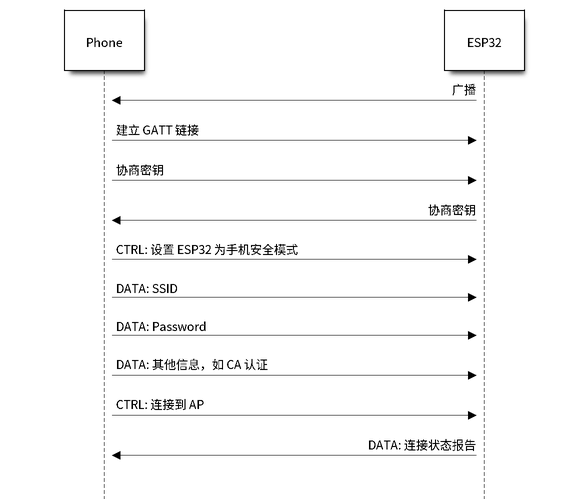 Phone
ESP32
广播
建立 GATT 链接
协商密钥
协商密钥
CTRL: 设置 ESP32 为手机安全模式
DATA: SSID
DATA: Password
DATA: 其他信息，如 CA 认证
CTRL: 连接到 AP
DATA: 连接状态报告